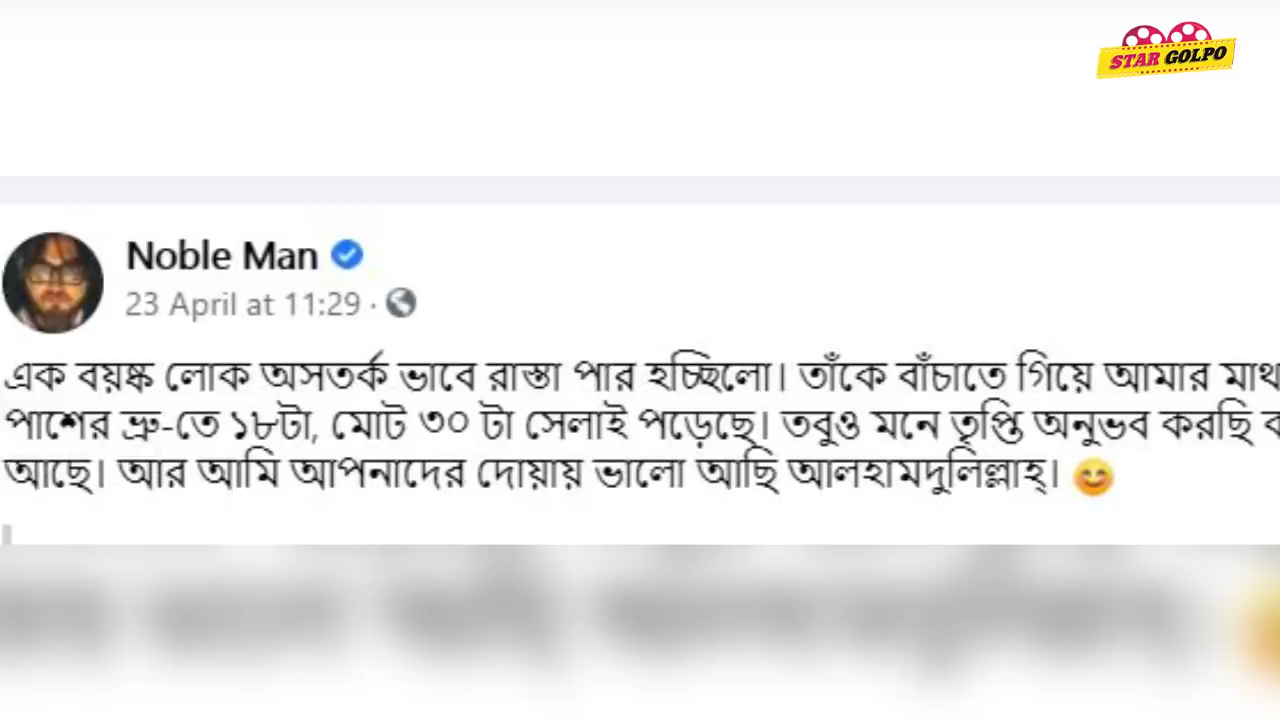 STAR GOLPO
Noble Man
23 April at 11:29 ·
এক বয়ষ্ক লোক অসতর্ক ভাবে রাস্তা পার হচ্ছিলো। তাঁকে বাঁচাতে গিয়ে আমার
পাশের ভ্রু-তে ১৮টা, মোট ৩০ টা সেলাই পড়েছে। তবুও মনে তৃপ্তি অনুভব করছি
আছে। আর আমি আপনাদের দোয়ায় ভালো আছি আলহামদুলিল্লাহ্। 😊